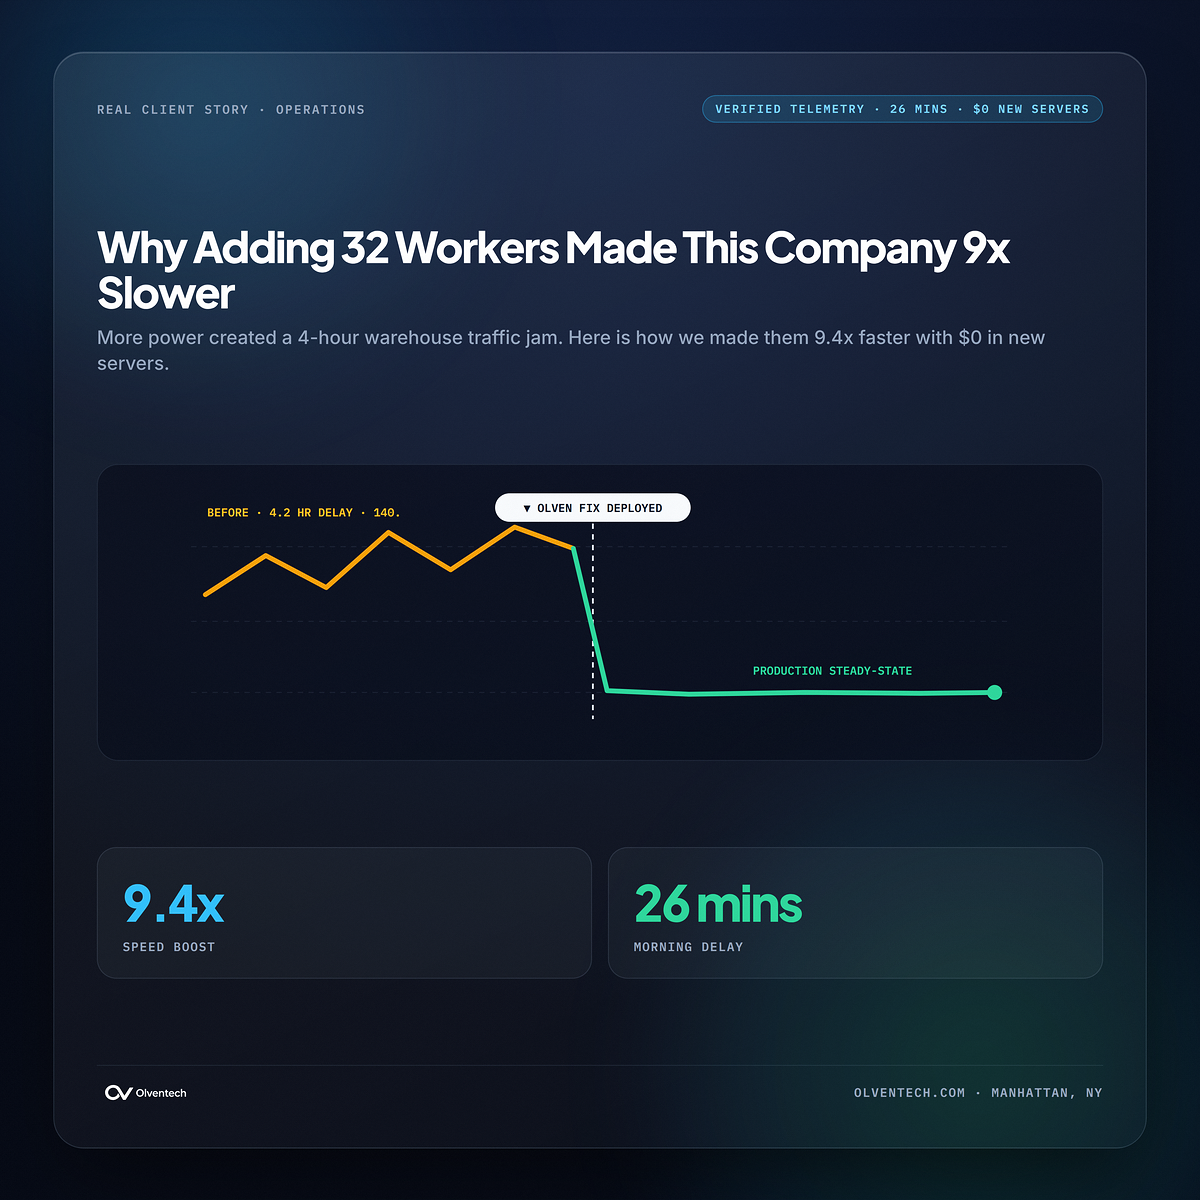 REAL CLIENT STORY · OPERATIONS
VERIFIED TELEMETRY · 26 MINS · $0 NEW SERVERS
Why Adding 32 Workers Made This Company 9x
Slower
More power created a 4-hour warehouse traffic jam. Here is how we made them 9.4x faster with $0 in new
servers.
BEFORE · 4.2 HR DELAY · 140.
▼ OLVEN FIX DEPLOYED
PRODUCTION STEADY-STATE
9.4x
SPEED BOOST
26 mins
MORNING DELAY
Olventech
OLVENTECH.COM · MANHATTAN, NY